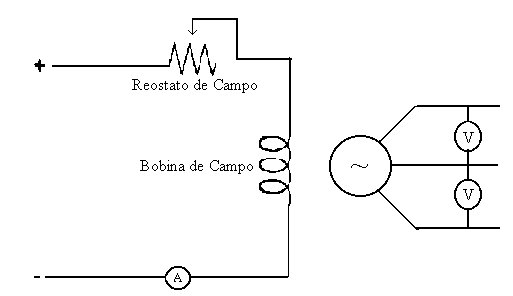 +
Reostato de Campo
Bobina de Campo
~
V
V
-
A